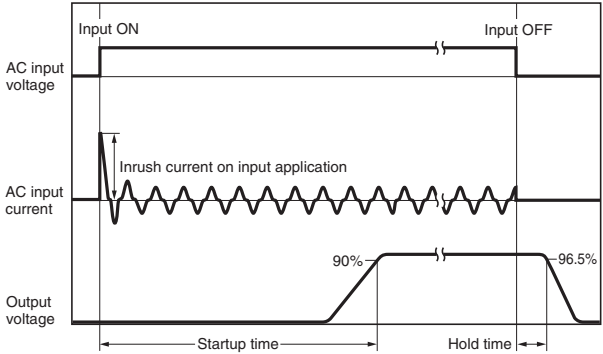 Input ON
Input OFF
AC input
voltage
Inrush current on input application
AC input
current
90%
96.5%
Output
voltage
Startup time
Hold time